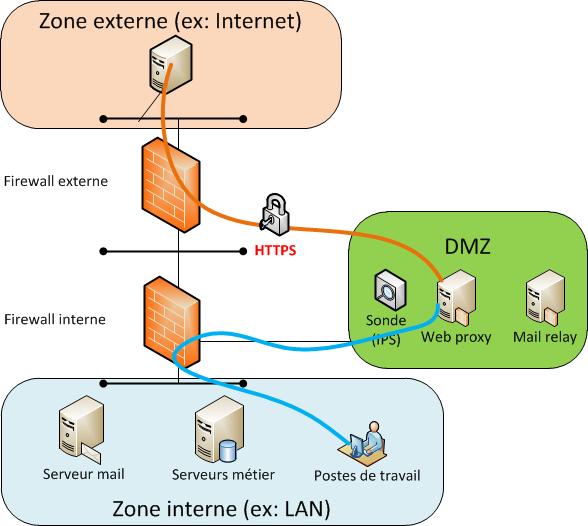 Zone externe (ex: Internet)
Firewall externe
HTTPS
DMZ
Firewall interne
Sonde
(IPS)
Web proxy
Mail relay
Serveur mail
Serveurs métier
Postes de travail
Zone interne (ex: LAN)